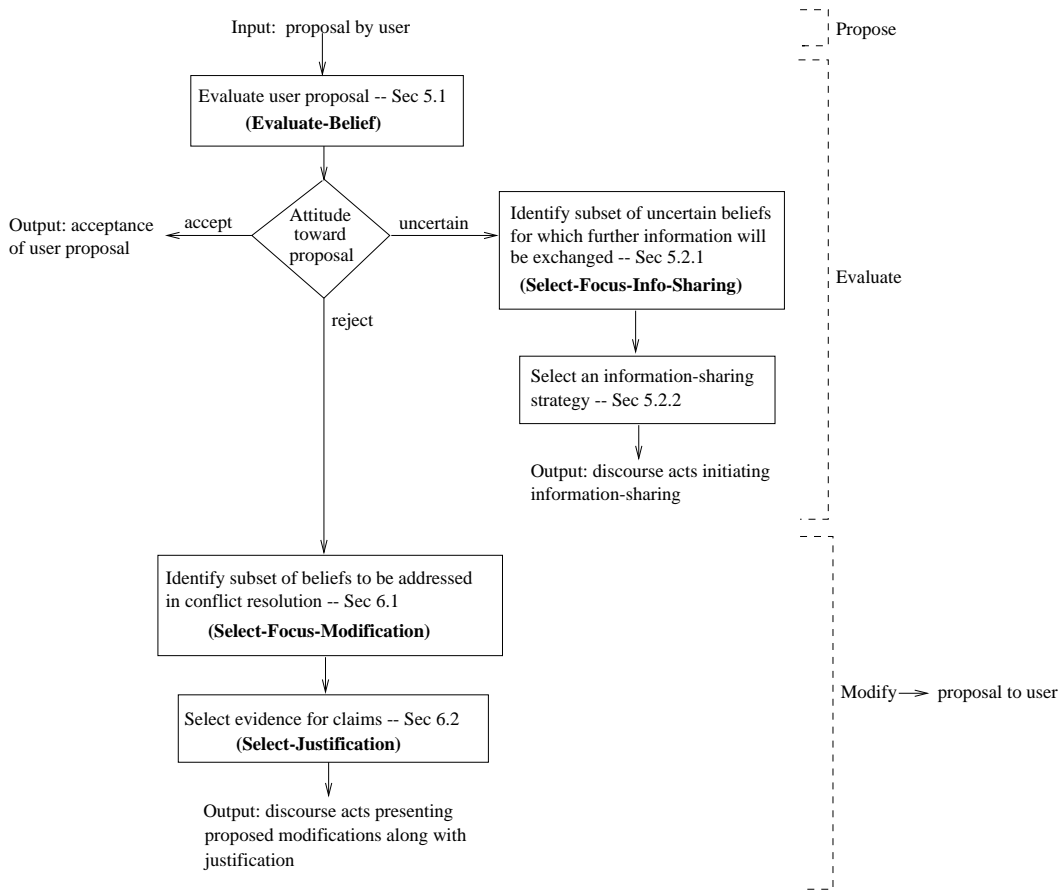 Input: proposal by user
Propose
Evaluate user proposal -- Sec 5.1
(Evaluate-Belief)
Output: acceptance
of user proposal
accept
Attitude
toward
proposal
uncertain
Identify subset of uncertain beliefs
for which further information will
be exchanged -- Sec 5.2.1
(Select-Focus-Info-Sharing)
Evaluate
reject
Select an information-sharing
strategy -- Sec 5.2.2
Output: discourse acts initiating
information-sharing
Identify subset of beliefs to be addressed
in conflict resolution -- Sec 6.1
(Select-Focus-Modification)
Modify
proposal to user
Select evidence for claims -- Sec 6.2
(Select-Justification)
Output: discourse acts presenting
proposed modifications along with
justification